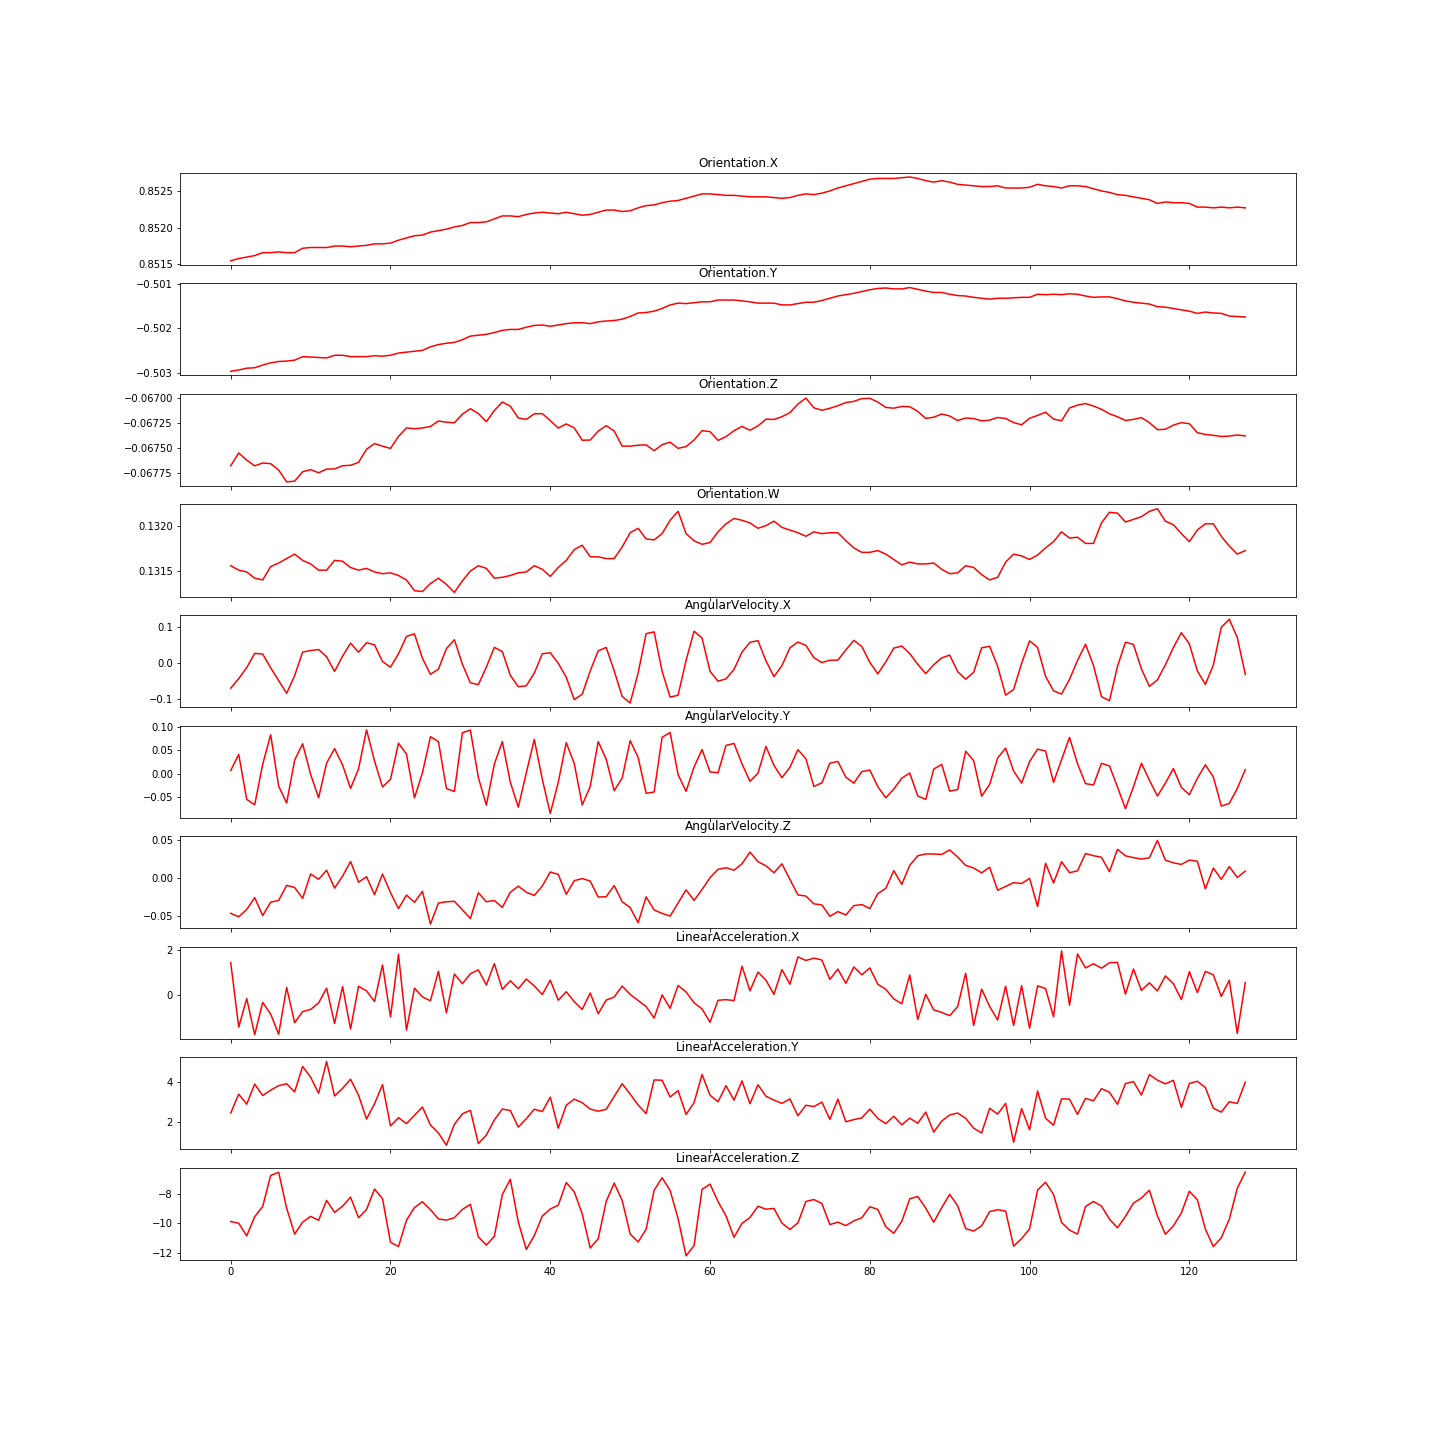 Orientation.X
0.8525
0.8520
0.8515
Orientation.Y
−0.501
−0.502
−0.503
Orientation.Z
−0.06700
−0.06725
−0.06750
−0.06775
Orientation.W
0.1320
0.1315
AngularVelocity.X
0.1
0.0
−0.1
AngularVelocity.Y
0.10
0.05
0.00
−0.05
AngularVelocity.Z
0.05
0.00
−0.05
LinearAcceleration.X
2
0
LinearAcceleration.Y
4
2
LinearAcceleration.Z
−8
−10
−12
0 20 40 60 80 100 120